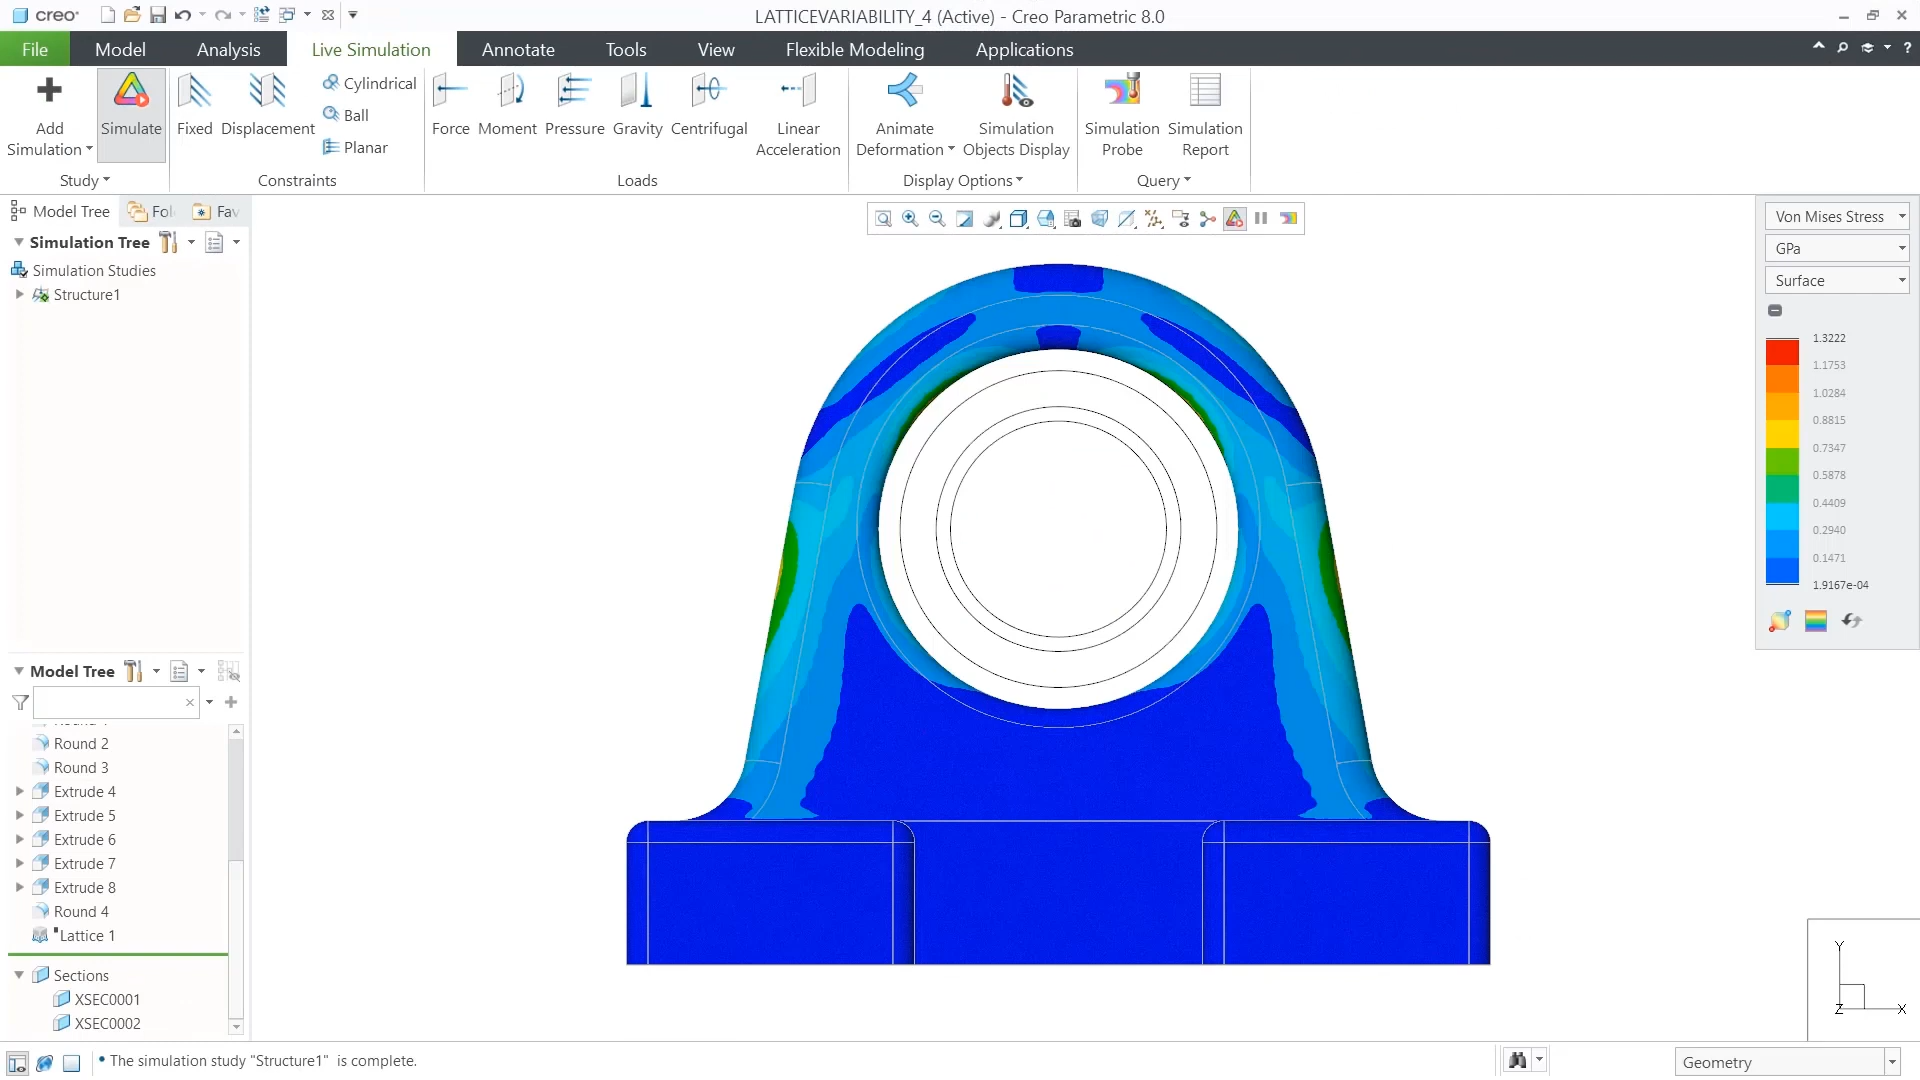 creo
LATTICEVARIABILITY_4 (Active) - Creo Parametric 8.0
File Model Analysis Live Simulation Annotate Tools View Flexible Modeling Applications
Add Simulation
Simulate
Fixed
Displacement
Cylindrical
Ball
Planar
Force
Moment
Pressure
Gravity
Centrifugal
Linear Acceleration
Animate Deformation
Simulation Objects Display
Simulation Probe
Simulation Report
Study Constraints Loads Display Options Query
Model Tree Fol Fav
Simulation Tree
Simulation Studies
Structure1
Model Tree
Round 2
Round 3
Extrude 4
Extrude 5
Extrude 6
Extrude 7
Extrude 8
Round 4
Lattice 1
Sections
XSEC0001
XSEC0002
Von Mises Stress
GPa
Surface
1.3222
1.1753
1.0284
0.8815
0.7347
0.5878
0.4409
0.2940
0.1471
1.9167e-04
Y
Z X
• The simulation study "Structure1" is complete.
Geometry